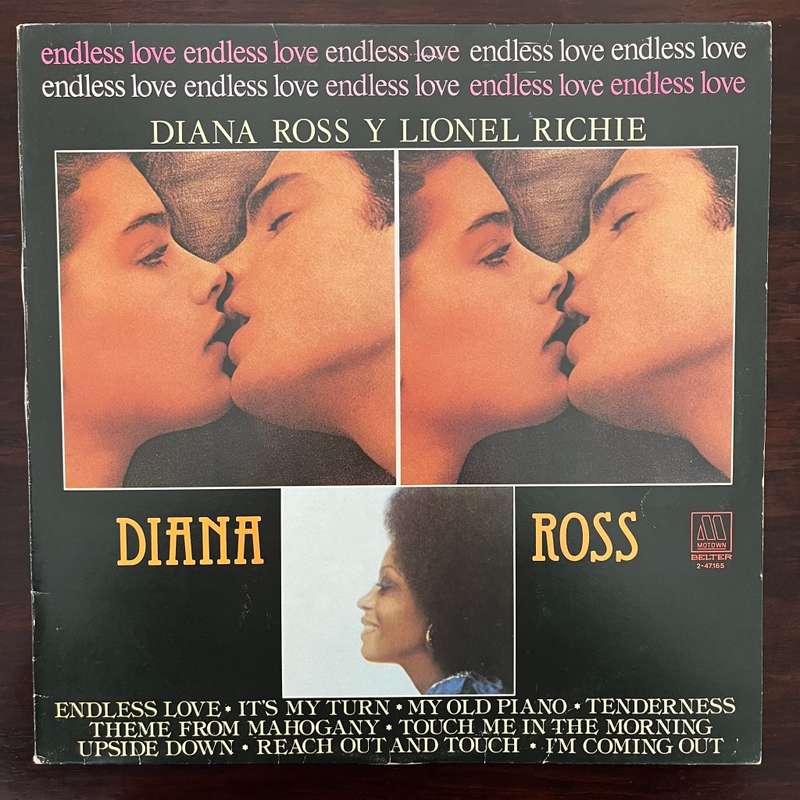 endless love endless love endless love endless love endless love
endless love endless love endless love endless love endless love
DIANA ROSS Y LIONEL RICHIE
DIANA ROSS
MOTOWN
BELTER
2-47.165
ENDLESS LOVE • IT'S MY TURN • MY OLD PIANO • TENDERNESS
THEME FROM MAHOGANY • TOUCH ME IN THE MORNING
UPSIDE DOWN • REACH OUT AND TOUCH • I'M COMING OUT